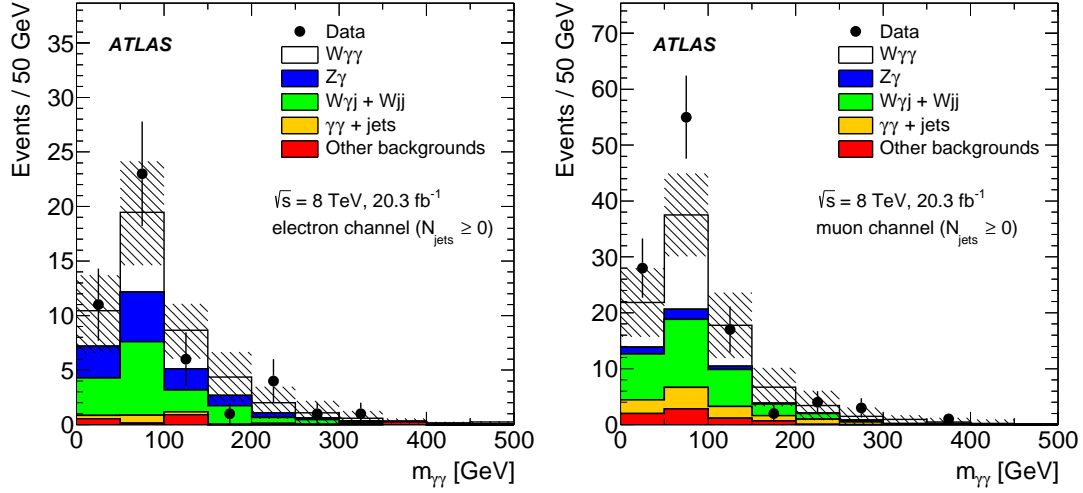 Events / 50 GeV
35
30
25
20
15
10
5
0
ATLAS
Data
Wγγ
Zγ
Wγj + Wjj
γγ + jets
Other backgrounds
√s = 8 TeV, 20.3 fb⁻¹
electron channel (N_jets ≥ 0)
0 100 200 300 400 500
m_γγ [GeV]
Events / 50 GeV
70
60
50
40
30
20
10
0
ATLAS
Data
Wγγ
Zγ
Wγj + Wjj
γγ + jets
Other backgrounds
√s = 8 TeV, 20.3 fb⁻¹
muon channel (N_jets ≥ 0)
0 100 200 300 400 500
m_γγ [GeV]